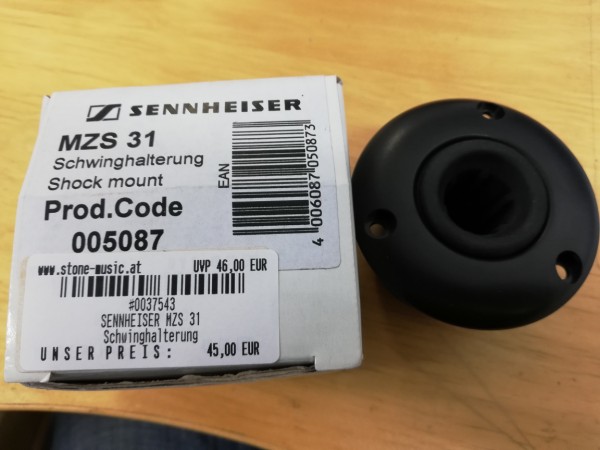 SENNHEISER
MZS 31
Schwinghalterung
Shock mount
Prod.Code
005087
EAN
4 006087 050873
www.stone-music.at UVP 46,00 EUR
#0037543
SENNHEISER MZS 31
Schwinghalterung
UNSER PREIS: 45,00 EUR